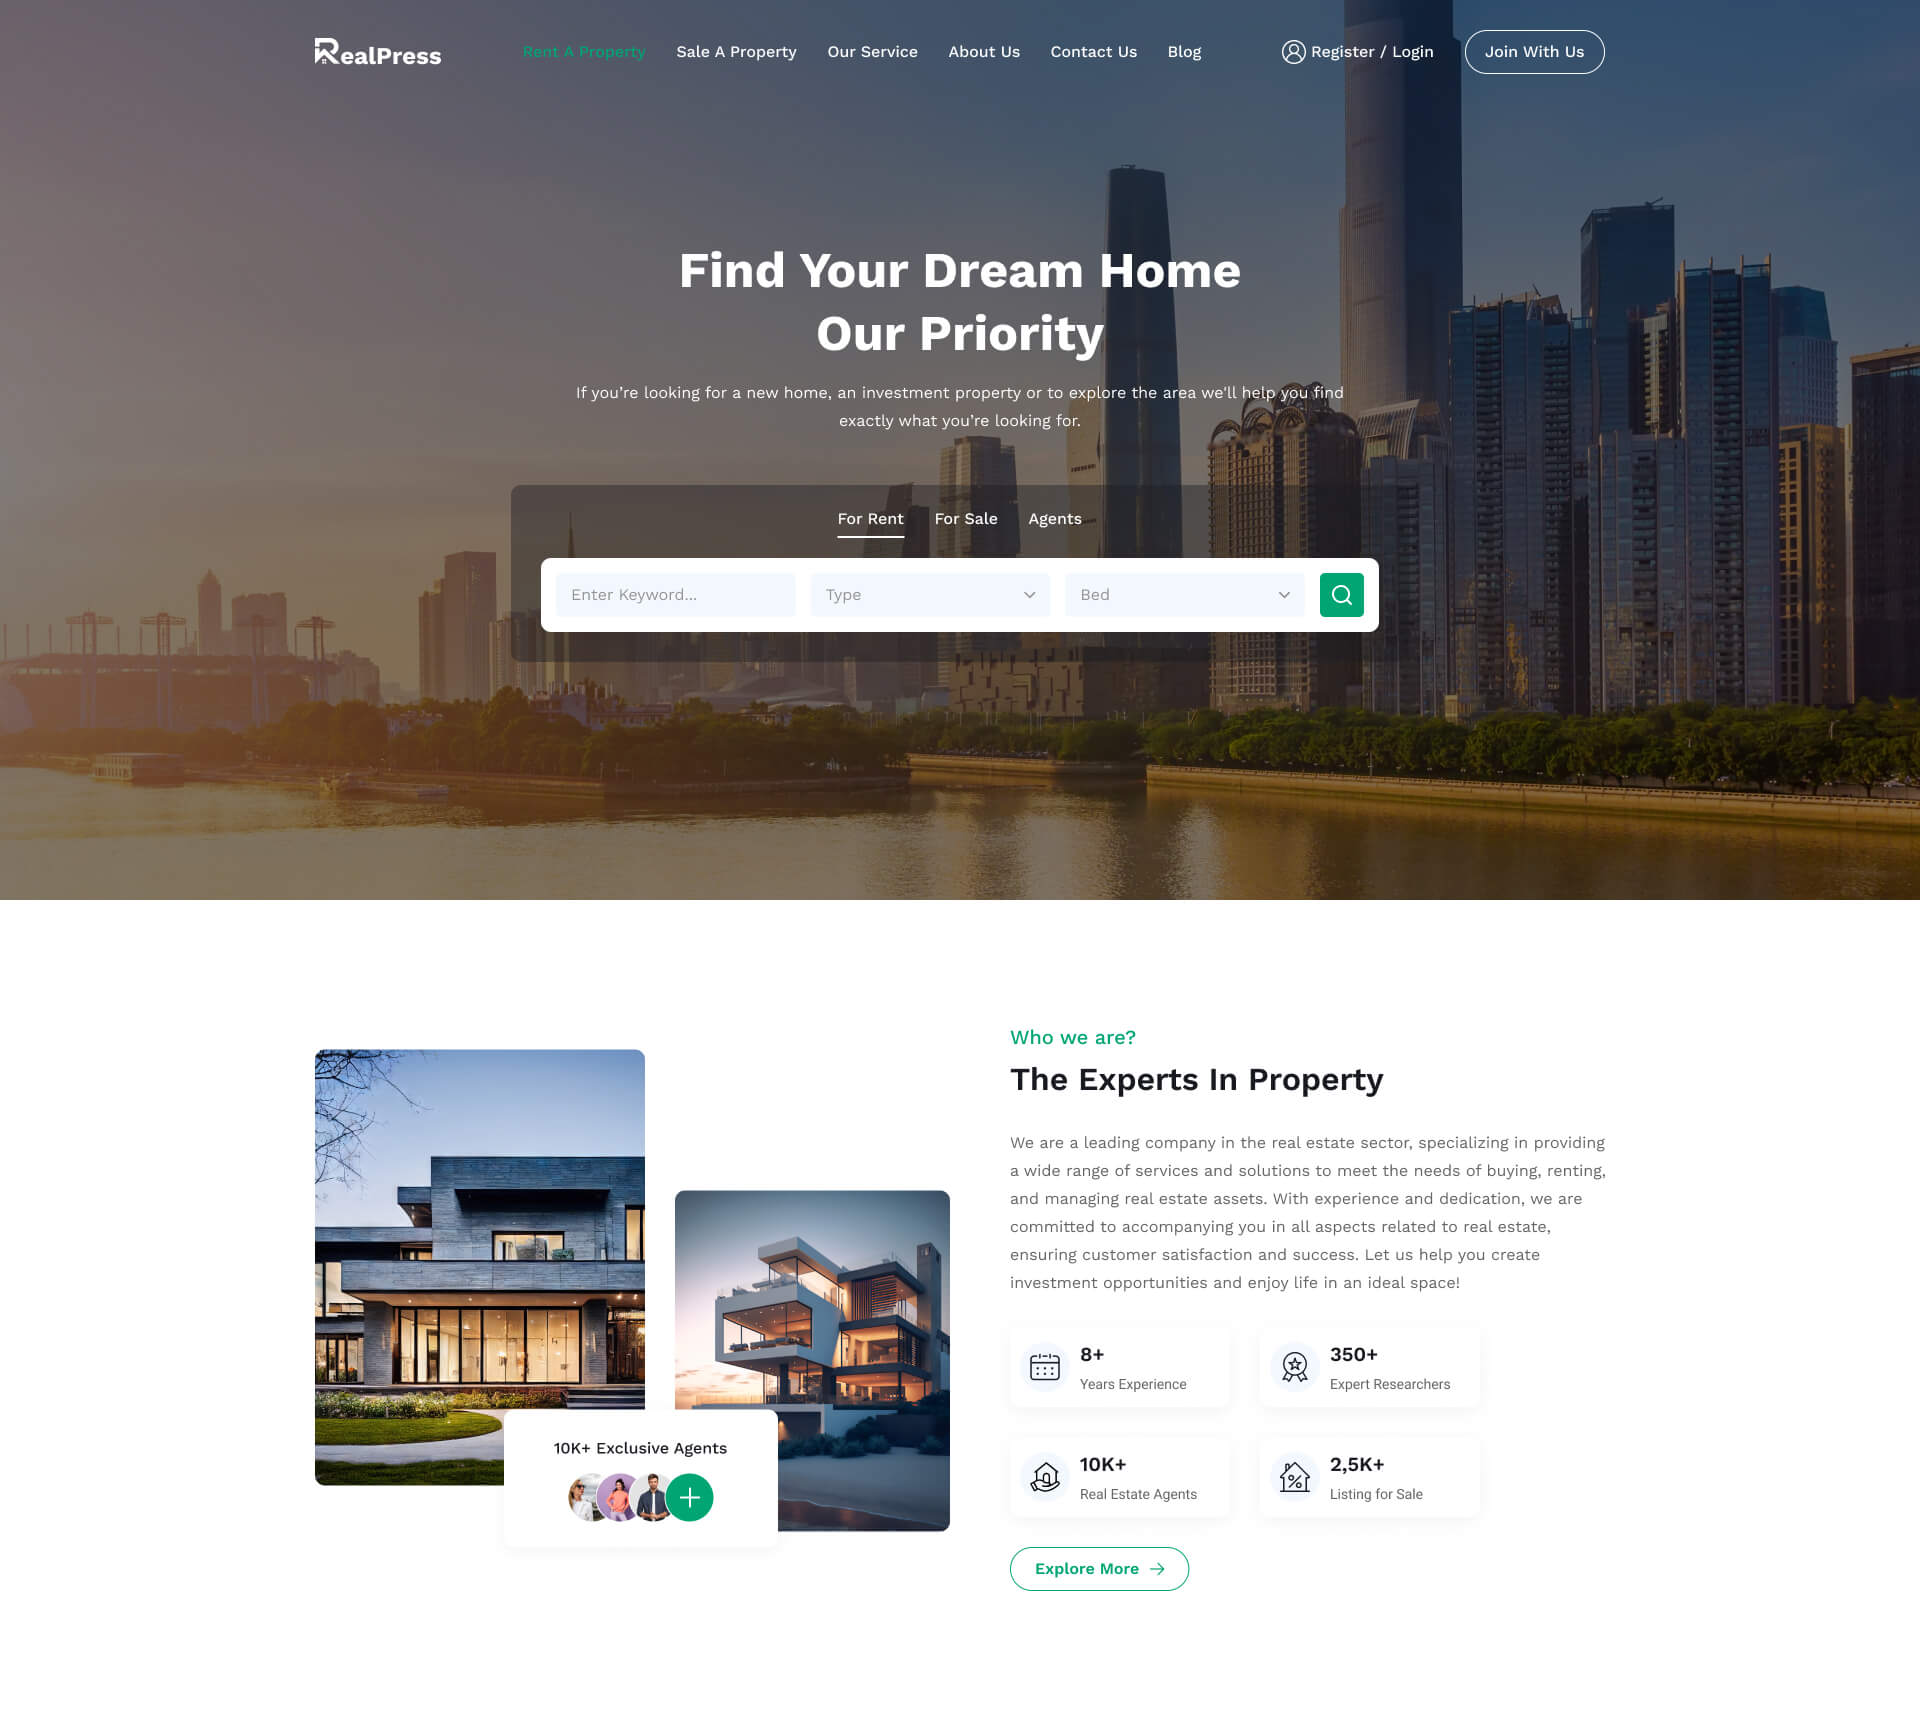 RealPress
Rent A Property
Sale A Property
Our Service
About Us
Contact Us
Blog
Register / Login
Join With Us
Find Your Dream Home
Our Priority
If you’re looking for a new home, an investment property or to explore the area we'll help you find
exactly what you’re looking for.
For Rent
For Sale
Agents
Enter Keyword...
Type
Bed
10K+ Exclusive Agents
Who we are?
The Experts In Property
We are a leading company in the real estate sector, specializing in providing
a wide range of services and solutions to meet the needs of buying, renting,
and managing real estate assets. With experience and dedication, we are
committed to accompanying you in all aspects related to real estate,
ensuring customer satisfaction and success. Let us help you create
investment opportunities and enjoy life in an ideal space!
8+
Years Experience
350+
Expert Researchers
10K+
Real Estate Agents
2,5K+
Listing for Sale
Explore More